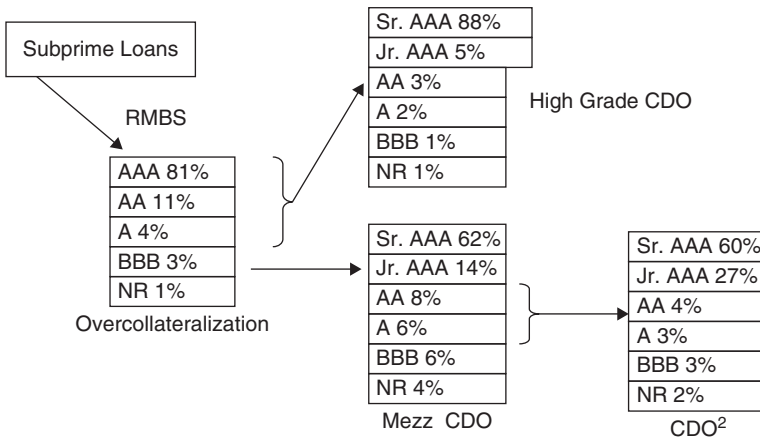 Subprime Loans
RMBS
AAA 81%
AA 11%
A 4%
BBB 3%
NR 1%
Overcollateralization
Sr. AAA 88%
Jr. AAA 5%
AA 3%
A 2%
BBB 1%
NR 1%
High Grade CDO
Sr. AAA 62%
Jr. AAA 14%
AA 8%
A 6%
BBB 6%
NR 4%
Mezz CDO
Sr. AAA 60%
Jr. AAA 27%
AA 4%
A 3%
BBB 3%
NR 2%
CDO²